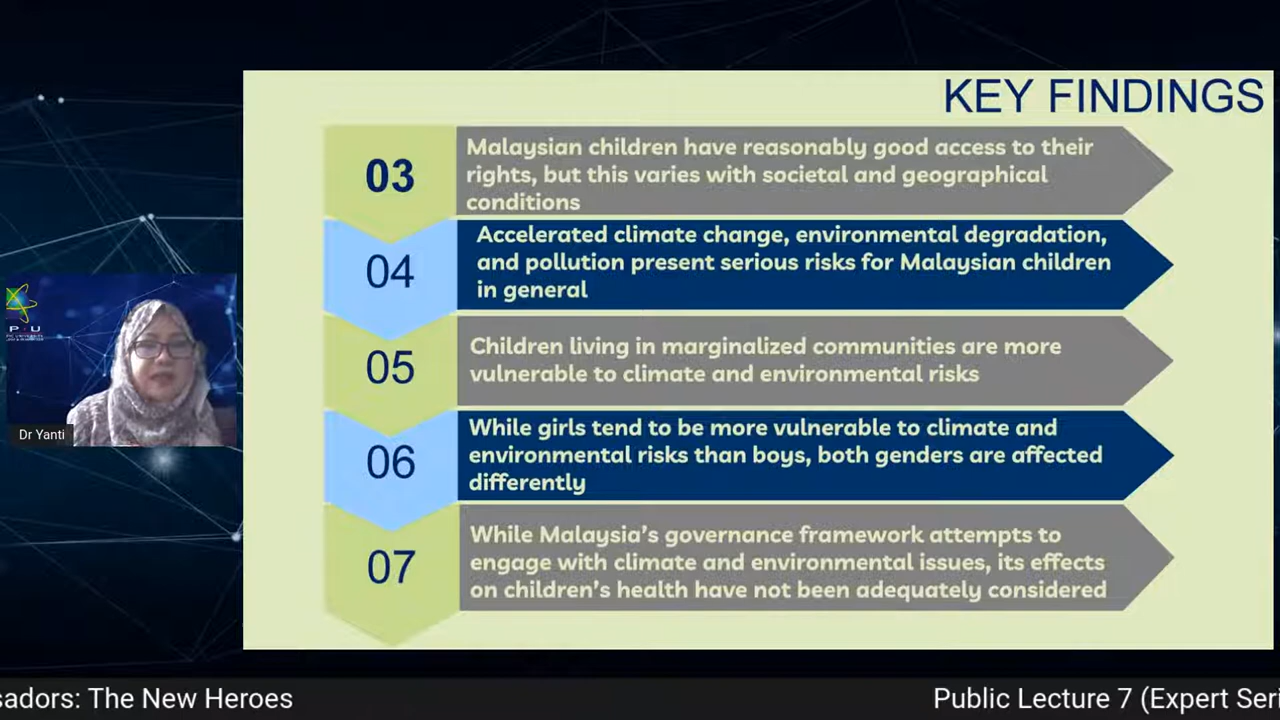 KEY FINDINGS
03
Malaysian children have reasonably good access to their
rights, but this varies with societal and geographical
conditions
04
Accelerated climate change, environmental degradation,
and pollution present serious risks for Malaysian children
in general
05
Children living in marginalized communities are more
vulnerable to climate and environmental risks
06
While girls tend to be more vulnerable to climate and
environmental risks than boys, both genders are affected
differently
07
While Malaysia's governance framework attempts to
engage with climate and environmental issues, its effects
on children's health have not been adequately considered
Dr Yanti
sadors: The New Heroes
Public Lecture 7 (Expert Seri